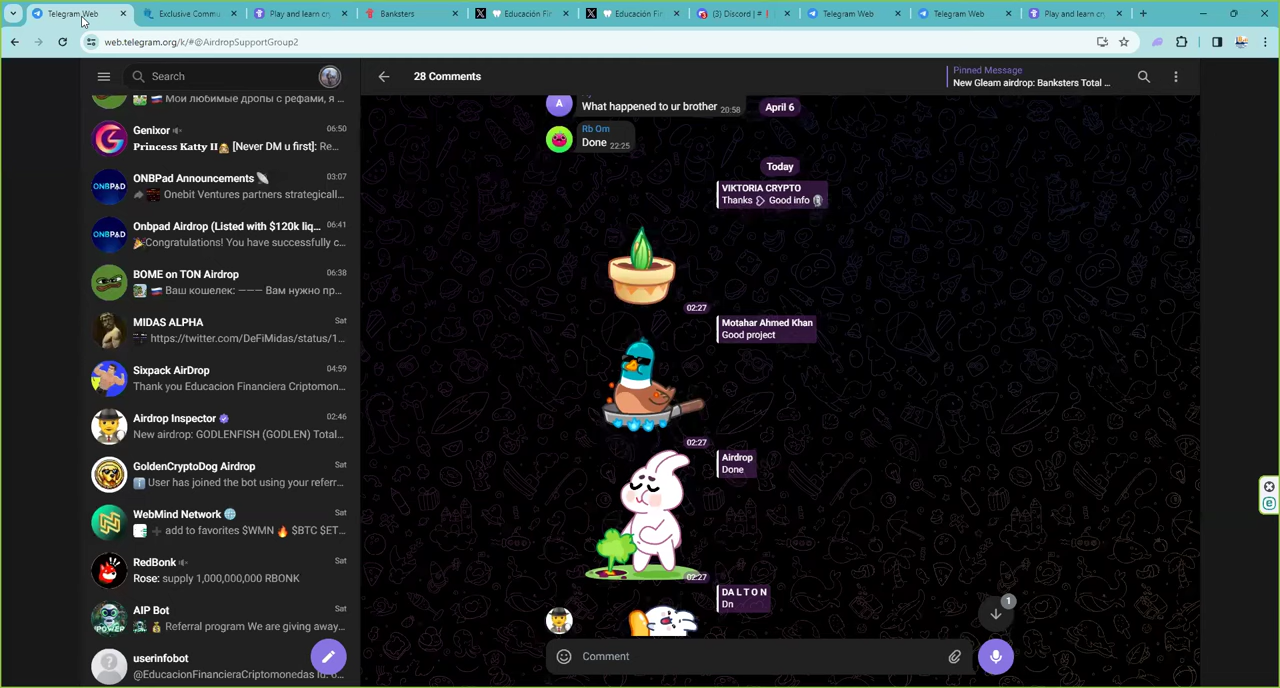 Telegram Web
Exclusive Commu
Play and learn cry
Banksters
Educación Fin
Educación Fin
(3) Discord | #
Telegram Web
Telegram Web
Play and learn cry
web.telegram.org/k/#@AirdropSupportGroup2
Search
28 Comments
Pinned Message
New Gleam airdrop: Banksters Total ...
Мои любимые дропы с рефами, я ...
Genixor
06:50
Princess Katty II [Never DM u first]: Re...
ONBPad Announcements
03:07
Onebit Ventures partners strategicall...
Onbpad Airdrop (Listed with $120k liq...
06:41
Congratulations! You have successfully c...
BOME on TON Airdrop
06:38
Ваш кошелек: ——— Вам нужно пр...
MIDAS ALPHA
Sat
https://twitter.com/DeFiMidas/status/1...
Sixpack AirDrop
04:59
Thank you Educacion Financiera Criptomon...
Airdrop Inspector
02:46
New airdrop: GODLENFISH (GODLEN) Total...
GoldenCryptoDog Airdrop
Sat
User has joined the bot using your referr...
WebMind Network
Sat
add to favorites $WMN $BTC $ET...
RedBonk
Sat
Rose: supply 1,000,000,000 RBONK
AIP Bot
Sat
Referral program We are giving away...
userinfobot
@EducacionFinancieraCriptomonedas Id: 6...
What happened to ur brother 20:58
April 6
Rb Om
Done 22:25
Today
VIKTORIA CRYPTO
Thanks Good info
02:27
Motahar Ahmed Khan
Good project
02:27
Airdrop
Done
02:27
DALTON
Dn
1
Comment